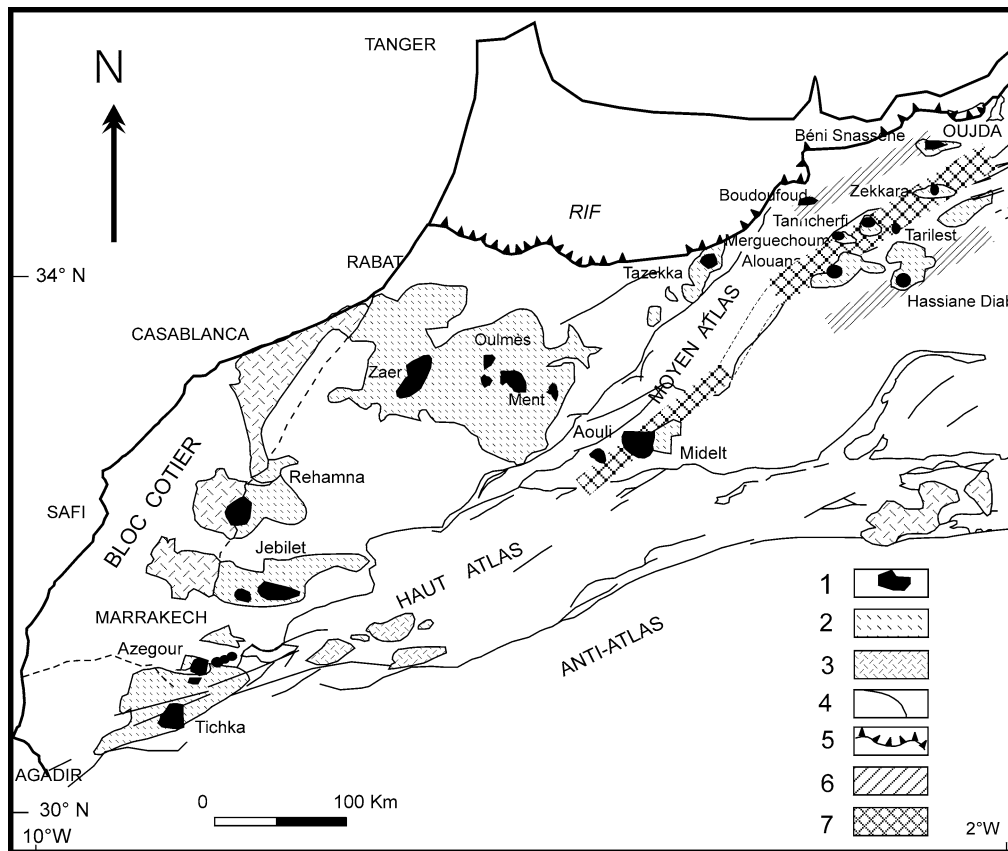 TANGER
N
Béni Snassene
OUJDA
Boudoufoud
Zekkara
RIF
Tanncherfi
Tarilest
Merguechoum
34° N
RABAT
Tazekka
Alouana
Hassiane Diab
CASABLANCA
MOYEN ATLAS
Oulmès
Zaer
Ment
Aouli
Midelt
BLOC COTIER
Rehamna
SAFI
Jebilet
HAUT ATLAS
MARRAKECH
Azegour
ANTI-ATLAS
Tichka
AGADIR
30° N
10°W
0 100 Km
1
2
3
4
5
6
7
2°W